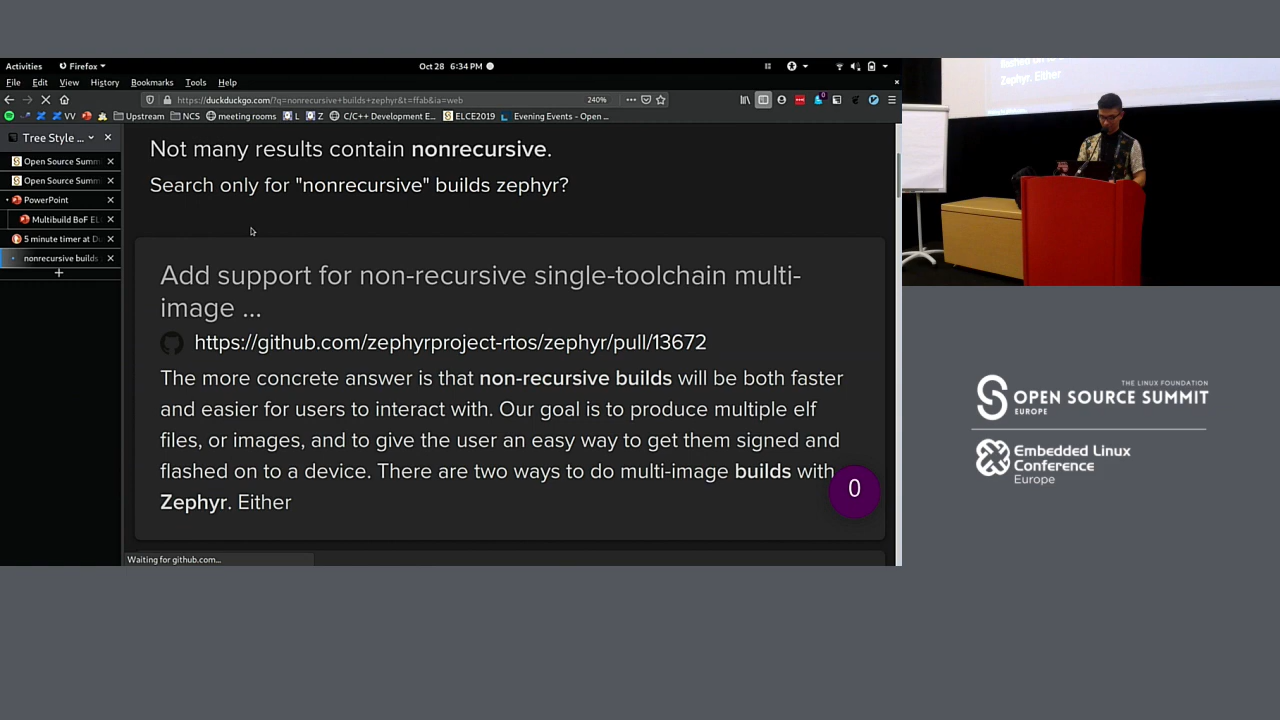 Activities
Firefox
Oct 28 6:34 PM
File Edit View History Bookmarks Tools Help
https://duckduckgo.com/?q=nonrecursive+builds+zephyr&t=ffab&ia=web
240%
VV Upstream NCS meeting rooms L Z C/C++ Development E... ELCE2019 Evening Events - Open ...
Tree Style ...
Open Source Summ
Open Source Summ
PowerPoint
Multibuild BoF EL
5 minute timer at D
nonrecursive builds
Not many results contain nonrecursive.
Search only for "nonrecursive" builds zephyr?
Add support for non-recursive single-toolchain multi-
image ...
https://github.com/zephyrproject-rtos/zephyr/pull/13672
The more concrete answer is that non-recursive builds will be both faster
and easier for users to interact with. Our goal is to produce multiple elf
files, or images, and to give the user an easy way to get them signed and
flashed on to a device. There are two ways to do multi-image builds with
Zephyr. Either
0
Waiting for github.com...
Zephyr. Either
THE LINUX FOUNDATION
OPEN SOURCE SUMMIT
EUROPE
Embedded Linux
Conference
Europe